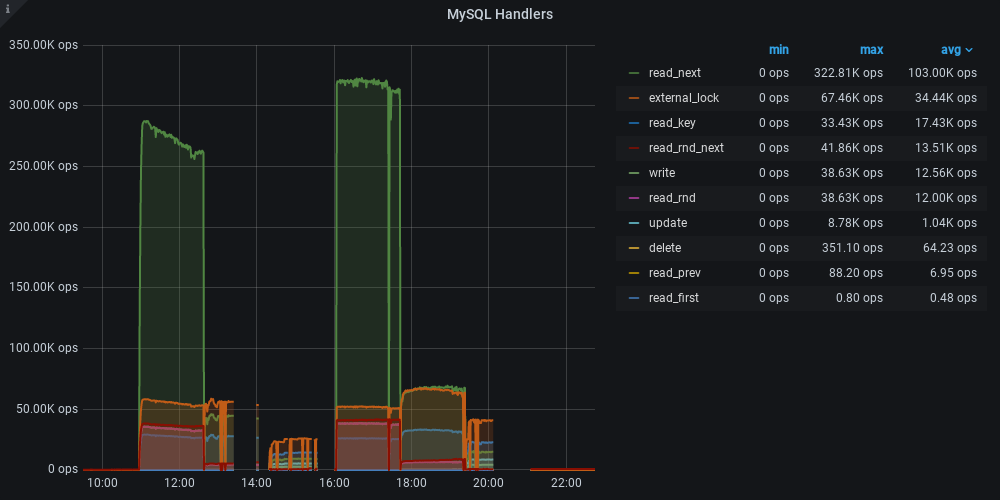 i
MySQL Handlers
350.00K ops
300.00K ops
250.00K ops
200.00K ops
150.00K ops
100.00K ops
50.00K ops
0 ops
10:00 12:00 14:00 16:00 18:00 20:00 22:00
min max avg
read_next 0 ops 322.81K ops 103.00K ops
external_lock 0 ops 67.46K ops 34.44K ops
read_key 0 ops 33.43K ops 17.43K ops
read_rnd_next 0 ops 41.86K ops 13.51K ops
write 0 ops 38.63K ops 12.56K ops
read_rnd 0 ops 38.63K ops 12.00K ops
update 0 ops 8.78K ops 1.04K ops
delete 0 ops 351.10 ops 64.23 ops
read_prev 0 ops 88.20 ops 6.95 ops
read_first 0 ops 0.80 ops 0.48 ops